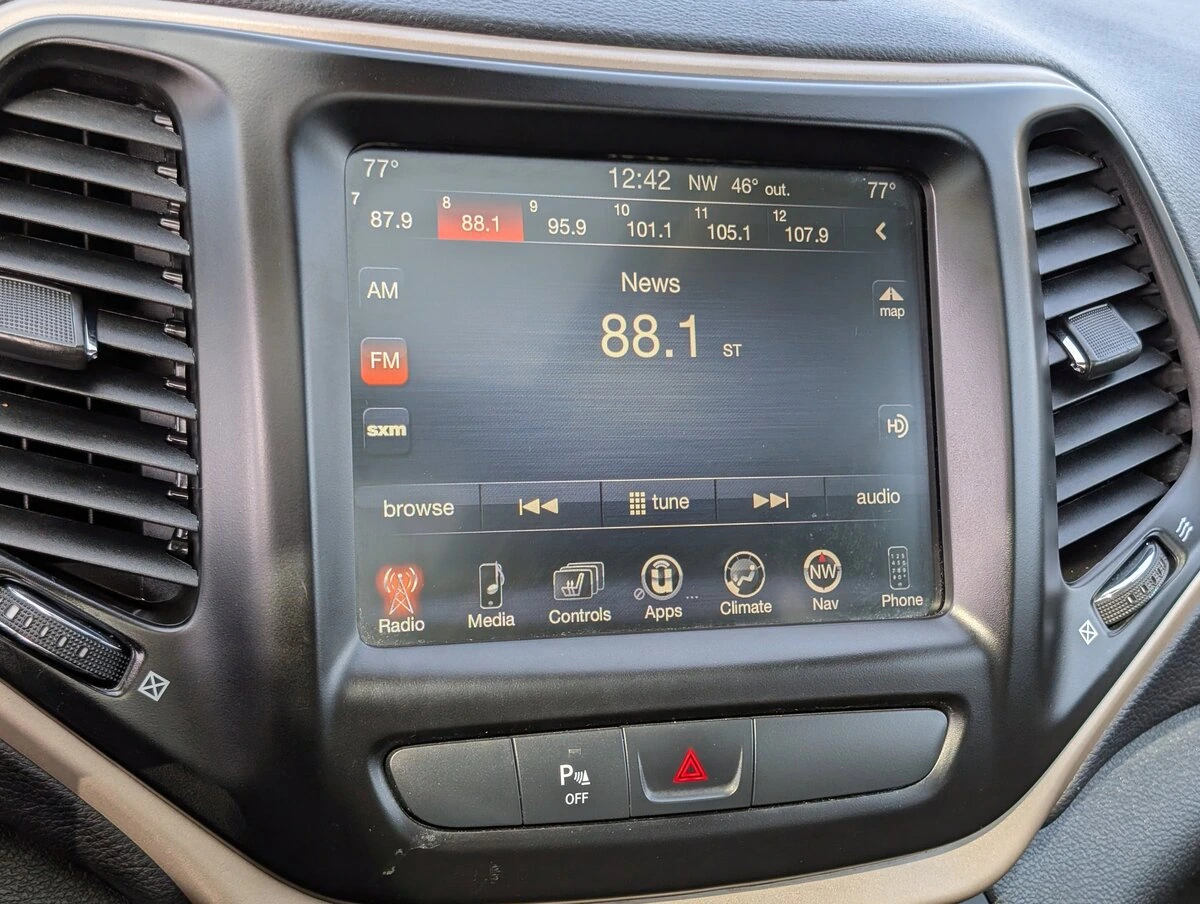 77° 12:42 NW 46° out. 77°
7 87.9 8 88.1 9 95.9 10 101.1 11 105.1 12 107.9
News
AM
map
88.1 ST
FM
HD
sxm
browse tune audio
NW
Radio Media Controls Apps Climate Nav Phone
P
OFF